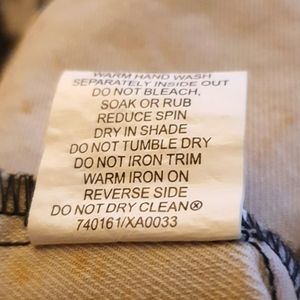 WARM HAND WASH
SEPARATELY INSIDE OUT
DO NOT BLEACH,
SOAK OR RUB
REDUCE SPIN
DRY IN SHADE
DO NOT TUMBLE DRY
DO NOT IRON TRIM
WARM IRON ON
REVERSE SIDE
DO NOT DRY CLEAN®
740161/XA0033